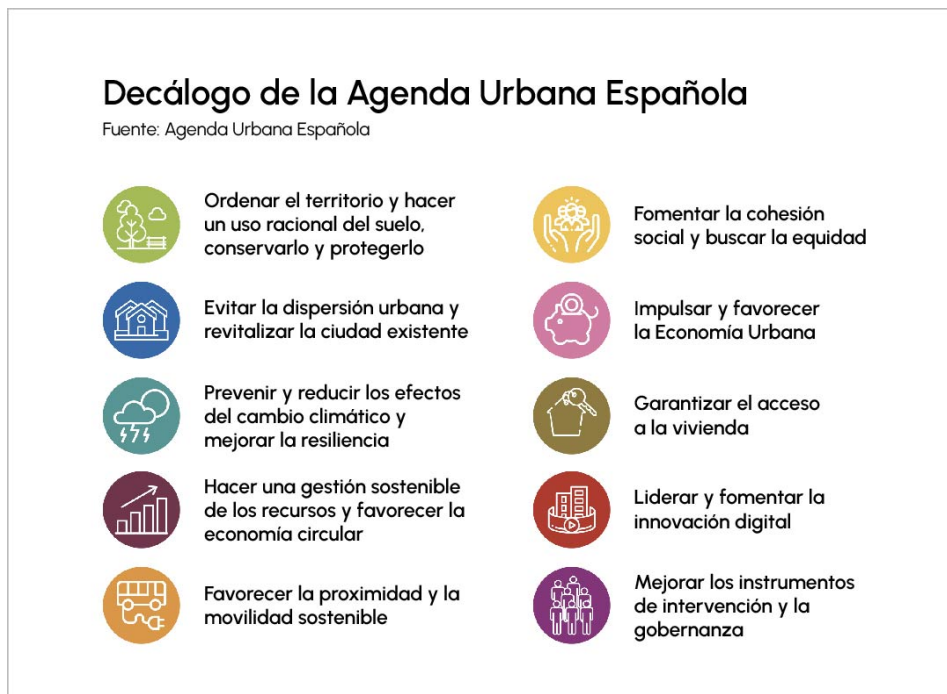 Decálogo de la Agenda Urbana Española
Fuente: Agenda Urbana Española
Ordenar el territorio y hacer
un uso racional del suelo,
conservarlo y protegerlo
Evitar la dispersión urbana y
revitalizar la ciudad existente
Prevenir y reducir los efectos
del cambio climático y
mejorar la resiliencia
Hacer una gestión sostenible
de los recursos y favorecer la
economía circular
Favorecer la proximidad y la
movilidad sostenible
Fomentar la cohesión
social y buscar la equidad
Impulsar y favorecer
la Economía Urbana
Garantizar el acceso
a la vivienda
Liderar y fomentar la
innovación digital
Mejorar los instrumentos
de intervención y la
gobernanza